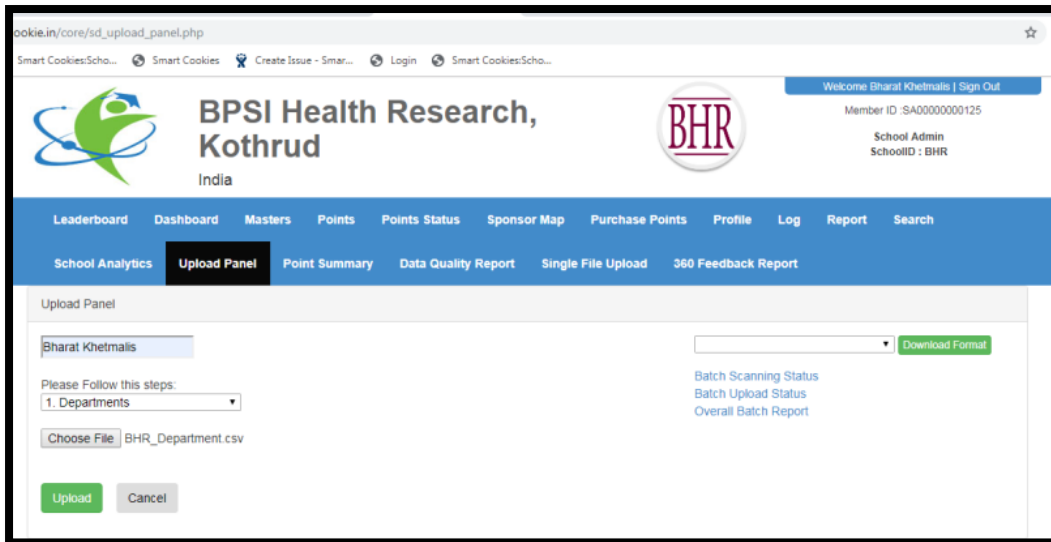 ookie.in/core/sd_upload_panel.php
Smart Cookies:Scho... Smart Cookies Create Issue - Smar... Login Smart Cookies:Scho...
Welcome Bharat Khetmalis | Sign Out
Member ID :SA00000000125
School Admin
SchoolID : BHR
BPSI Health Research,
Kothrud
India
BHR
Leaderboard Dashboard Masters Points Points Status Sponsor Map Purchase Points Profile Log Report Search
School Analytics Upload Panel Point Summary Data Quality Report Single File Upload 360 Feedback Report
Upload Panel
Bharat Khetmalis
Download Format
Please Follow this steps:
1. Departments
Choose File BHR_Department.csv
Batch Scanning Status
Batch Upload Status
Overall Batch Report
Upload Cancel